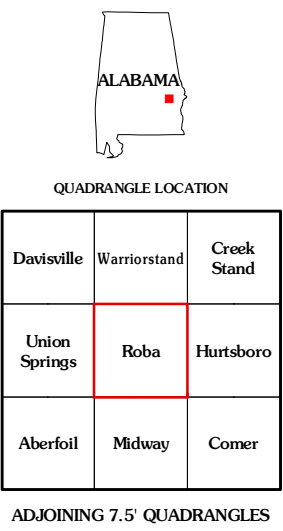 ALABAMA
QUADRANGLE LOCATION
Davisville
Warriorstand
Creek
Stand
Union
Springs
Roba
Hurtsboro
Aberfoil
Midway
Comer
ADJOINING 7.5' QUADRANGLES